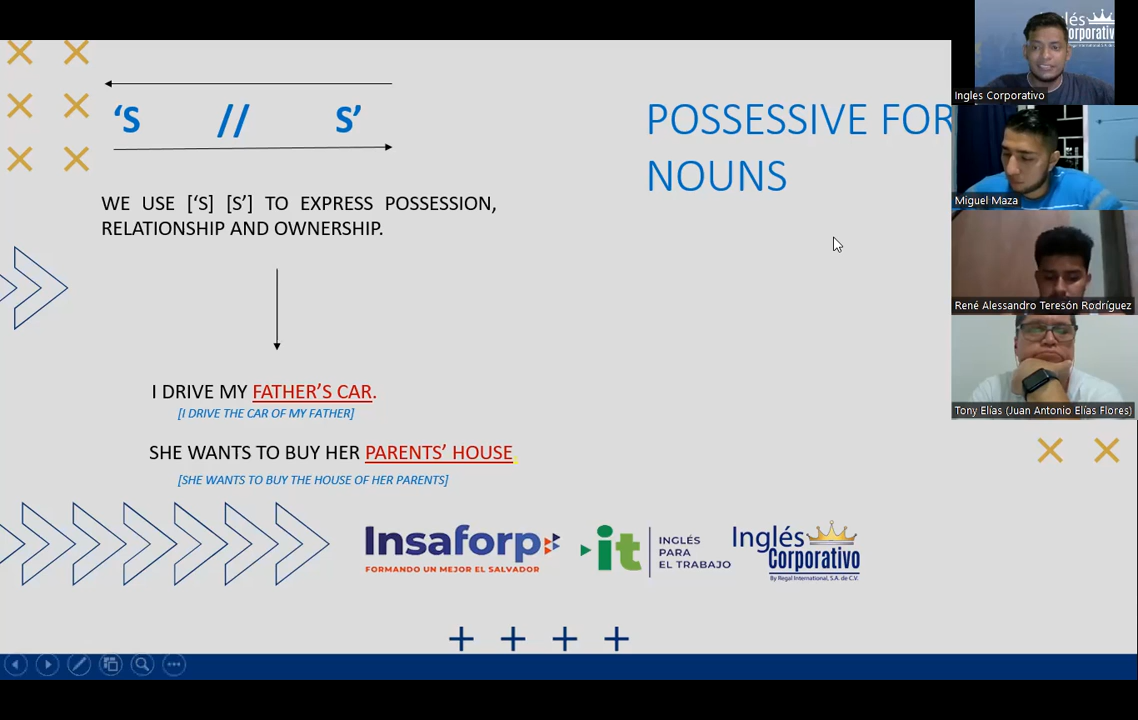 ‘S // S’
POSSESSIVE FOR
NOUNS
WE USE [‘S] [S’] TO EXPRESS POSSESSION,
RELATIONSHIP AND OWNERSHIP.
I DRIVE MY FATHER’S CAR.
[I DRIVE THE CAR OF MY FATHER]
SHE WANTS TO BUY HER PARENTS’ HOUSE.
[SHE WANTS TO BUY THE HOUSE OF HER PARENTS]
Insaforp
FORMANDO UN MEJOR EL SALVADOR
it
INGLÉS
PARA
EL TRABAJO
Inglés
Corporativo
By Regal International, S.A. de C.V.
Corporativo
Ingles Corporativo
Miguel Maza
René Alessandro Teresón Rodríguez
Tony Elías (Juan Antonio Elías Flores)